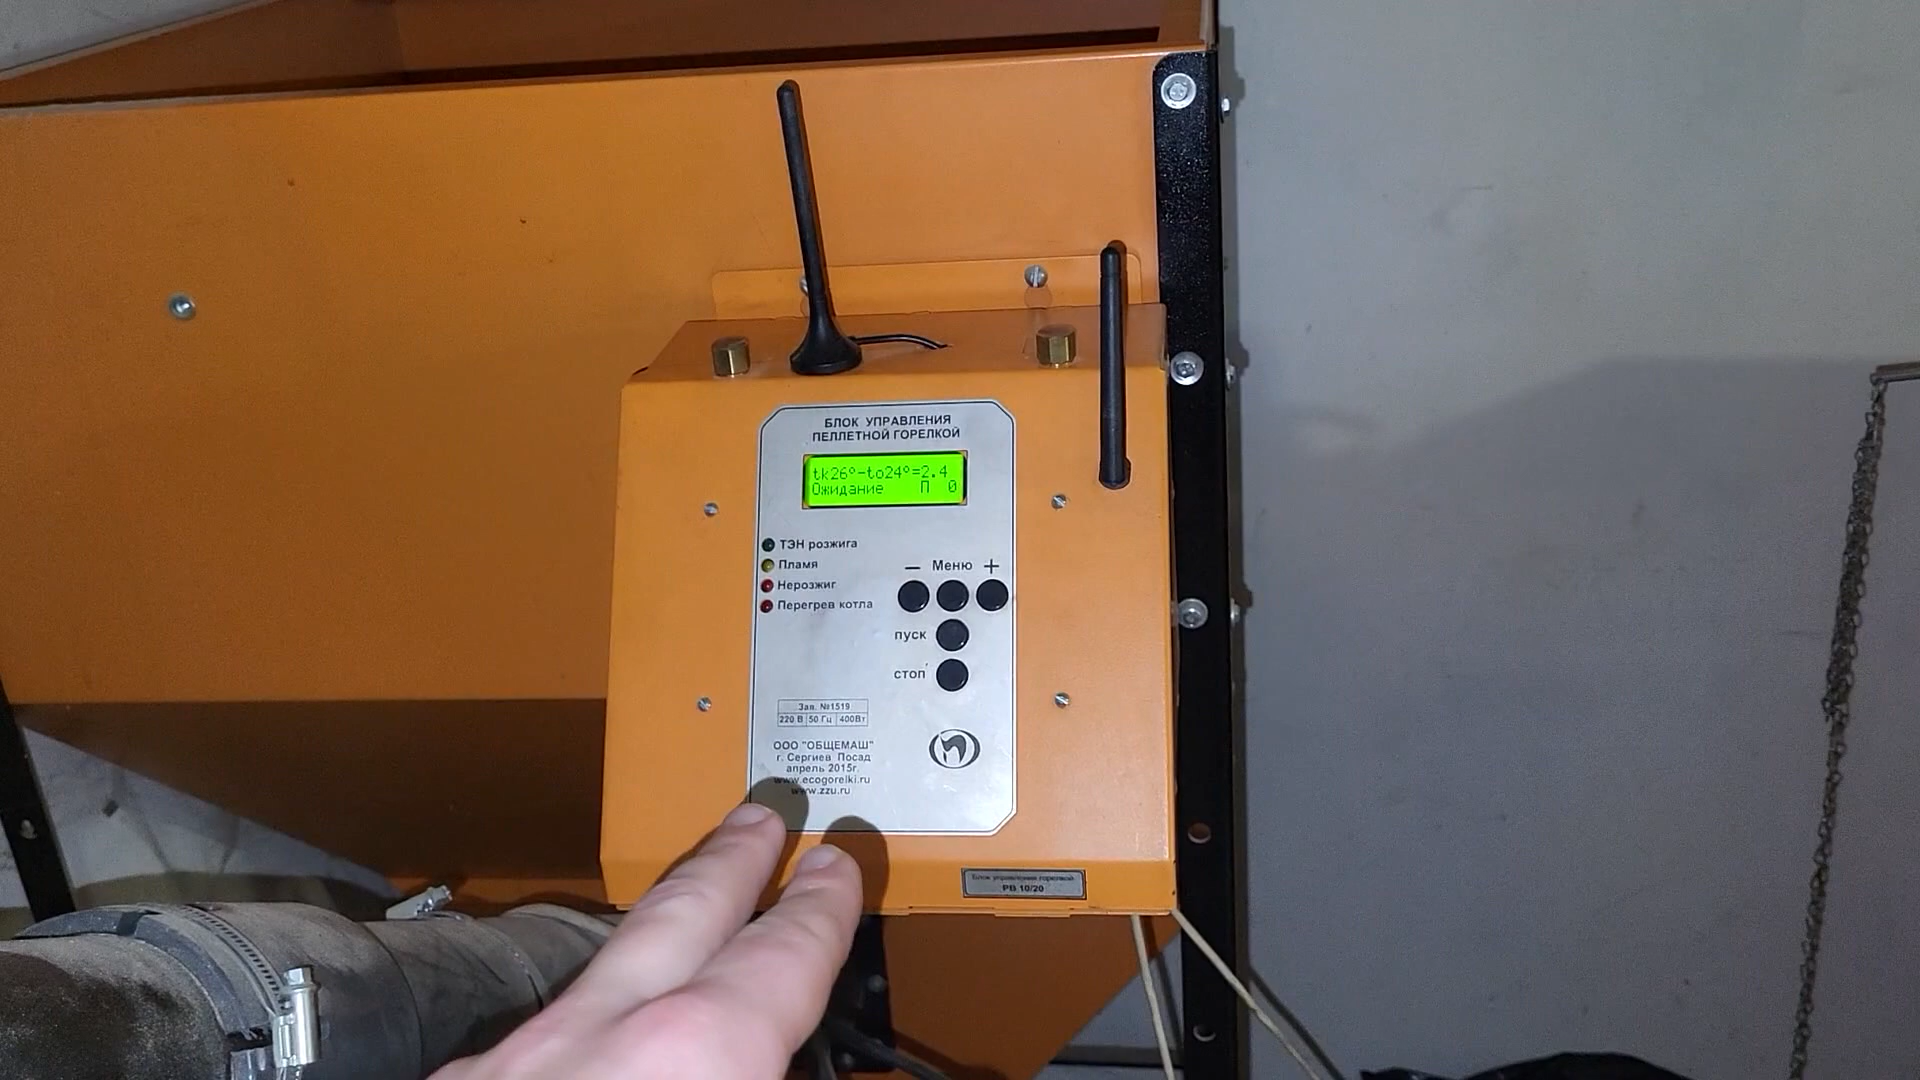 БЛОК УПРАВЛЕНИЯ
ПЕЛЛЕТНОЙ ГОРЕЛКОЙ
tk26°-to24°=2.4
Ожидание П 0
ТЭН розжига
Пламя
Нерозжиг
Перегрев котла
— Меню +
пуск
стоп
Зав. №1519
220 В 50 Гц 400Вт
ООО "ОБЩЕМАШ"
г. Сергиев Посад
апрель 2015г.
www.ecogorelki.ru
www.zzu.ru
Блок управления горелкой
РВ 10/20